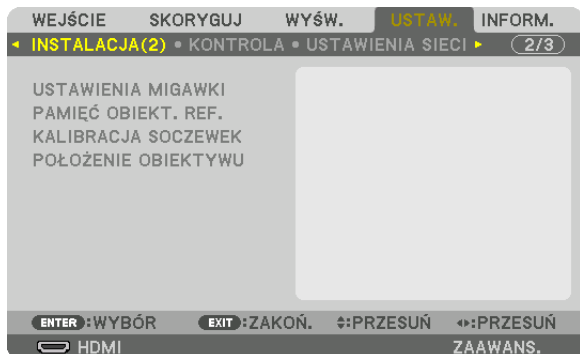 WEJŚCIE SKORYGUJ WYŚW. USTAW. INFORM.
INSTALACJA(2) • KONTROLA • USTAWIENIA SIECI 2/3
USTAWIENIA MIGAWKI
PAMIĘĆ OBIEKT. REF.
KALIBRACJA SOCZEWEK
POŁOŻENIE OBIEKTYWU
ENTER :WYBÓR EXIT :ZAKOŃ. :PRZESUŃ :PRZESUŃ
HDMI ZAAWANS.